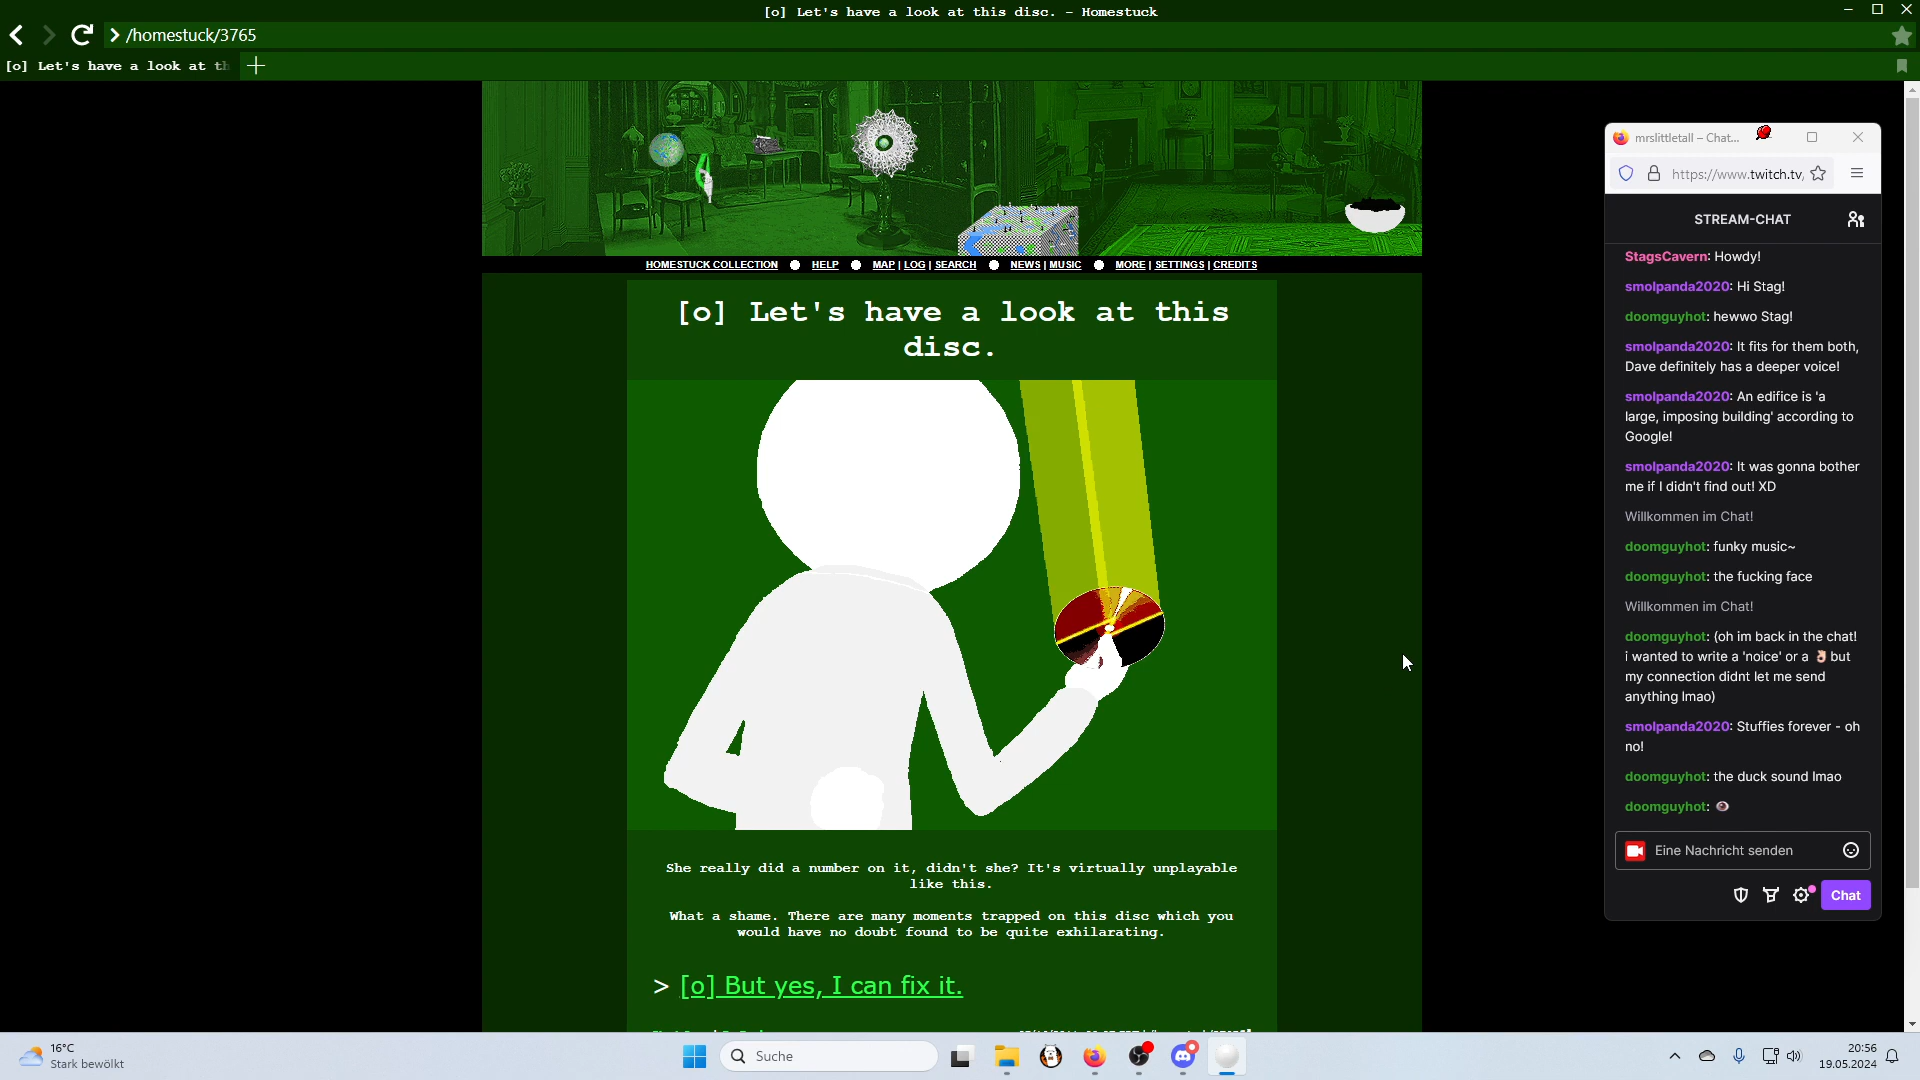 [o] Let's have a look at this disc. - Homestuck
/homestuck/3765
[o] Let's have a look at th
HOMESTUCK COLLECTION HELP MAP | LOG | SEARCH NEWS | MUSIC MORE | SETTINGS | CREDITS
[o] Let's have a look at this
disc.
She really did a number on it, didn't she? It's virtually unplayable
like this.
What a shame. There are many moments trapped on this disc which you
would have no doubt found to be quite exhilarating.
> [o] But yes, I can fix it.
mrslittletall – Chat...
https://www.twitch.tv/
STREAM-CHAT
StagsCavern: Howdy!
smolpanda2020: Hi Stag!
doomguyhot: hewwo Stag!
smolpanda2020: It fits for them both,
Dave definitely has a deeper voice!
smolpanda2020: An edifice is 'a
large, imposing building' according to
Google!
smolpanda2020: It was gonna bother
me if I didn't find out! XD
Willkommen im Chat!
doomguyhot: funky music~
doomguyhot: the fucking face
Willkommen im Chat!
doomguyhot: (oh im back in the chat!
i wanted to write a 'noice' or a 👌 but
my connection didnt let me send
anything lmao)
smolpanda2020: Stuffies forever - oh
no!
doomguyhot: the duck sound lmao
doomguyhot: 👁
Eine Nachricht senden
Chat
16°C
Stark bewölkt
Suche
20:56
19.05.2024